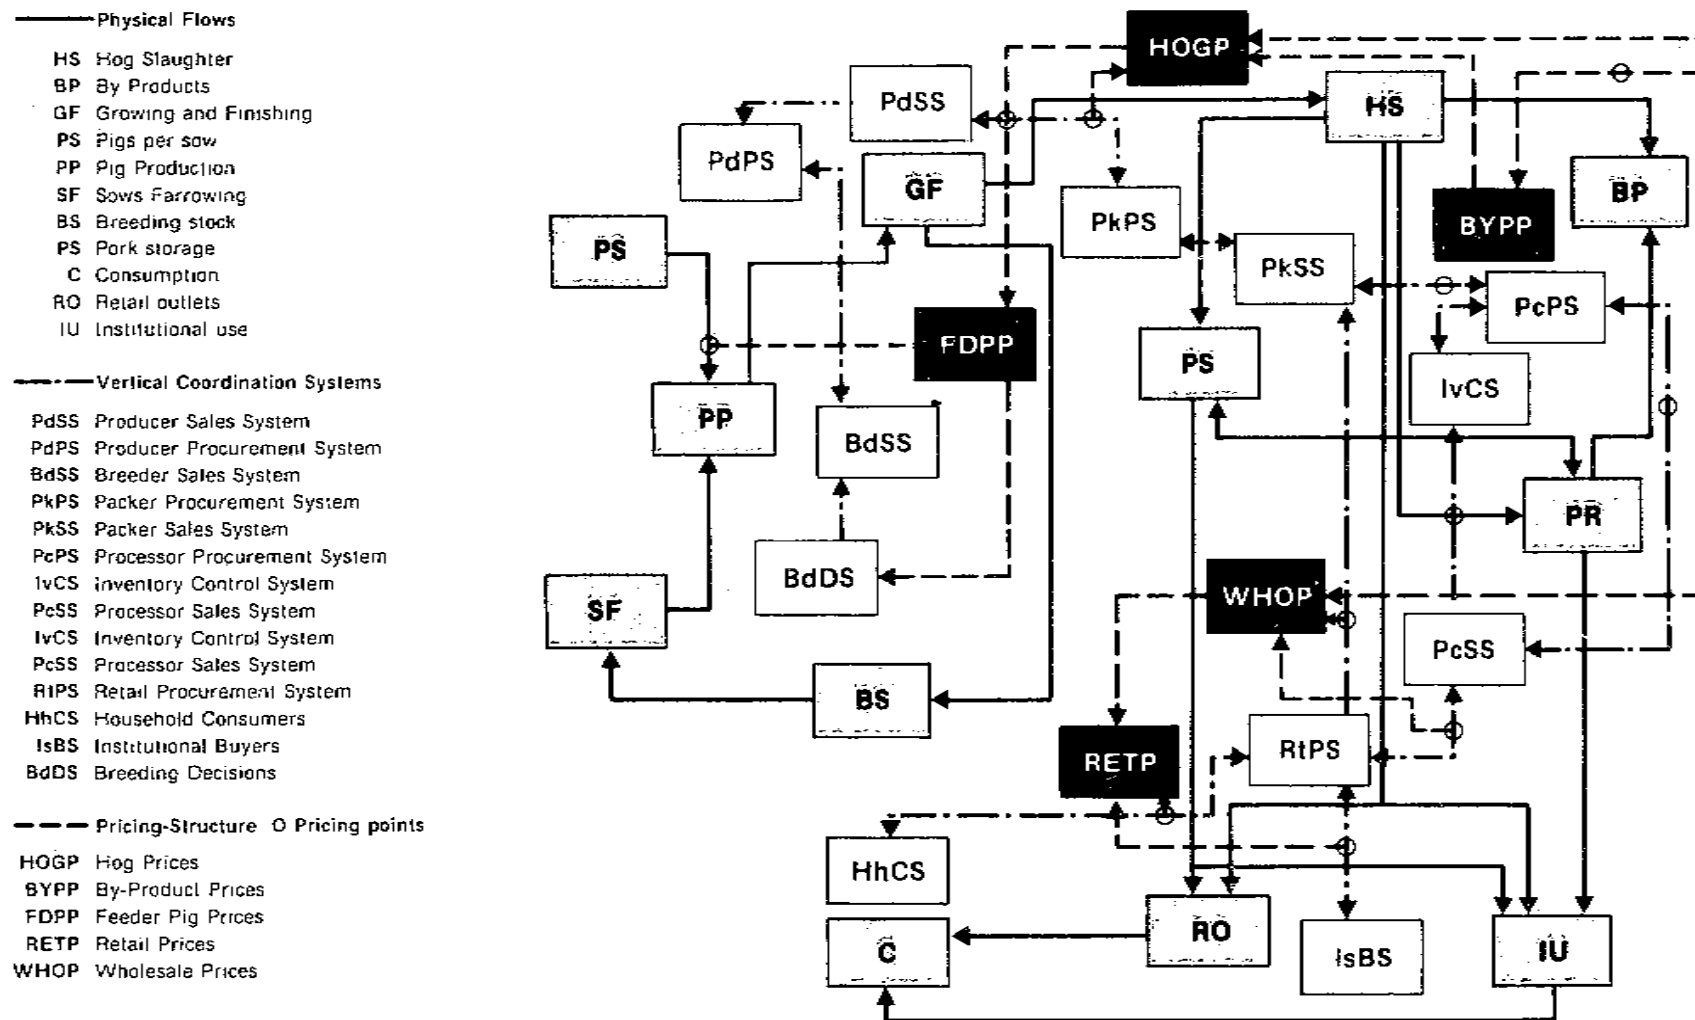 Physical Flows
HS Hog Slaughter
BP By Products
GF Growing and Finishing
PS Pigs per sow
PP Pig Production
SF Sows Farrowing
BS Breeding stock
PS Pork storage
C Consumption
RO Retail outlets
IU Institutional use
Vertical Coordination Systems
PdSS Producer Sales System
PdPS Producer Procurement System
BdSS Breeder Sales System
PkPS Packer Procurement System
PkSS Packer Sales System
PcPS Processor Procurement System
IvCS Inventory Control System
PcSS Processor Sales System
IvCS Inventory Control System
PcSS Processor Sales System
RtPS Retail Procurement System
HhCS Household Consumers
IsBS Institutional Buyers
BdDS Breeding Decisions
Pricing-Structure O Pricing points
HOGP Hog Prices
BYPP By-Product Prices
FDPP Feeder Pig Prices
RETP Retail Prices
WHOP Wholesale Prices
HOGP
PdSS
HS
PdPS
GF
BP
PkPS
BYPP
PS
PkSS
PcPS
FDPP
PS
IvCS
PP
BdSS
PR
BdDS
WHOP
SF
PcSS
BS
RtPS
RETP
HhCS
RO
C
IsBS
IU